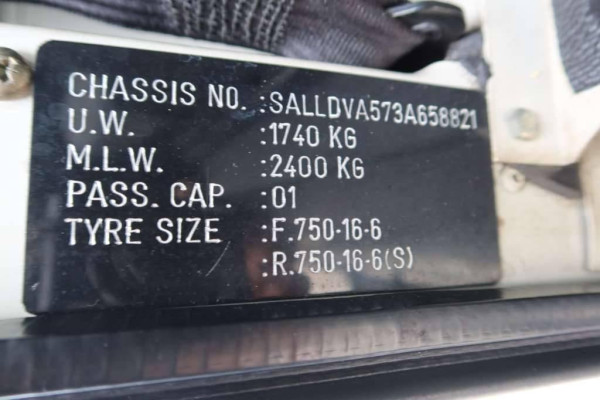 CHASSIS NO. :SALLDVA573A658821
U.W. :1740 KG
M.L.W. :2400 KG
PASS. CAP. :01
TYRE SIZE :F.750-16-6
:R.750-16-6(S)